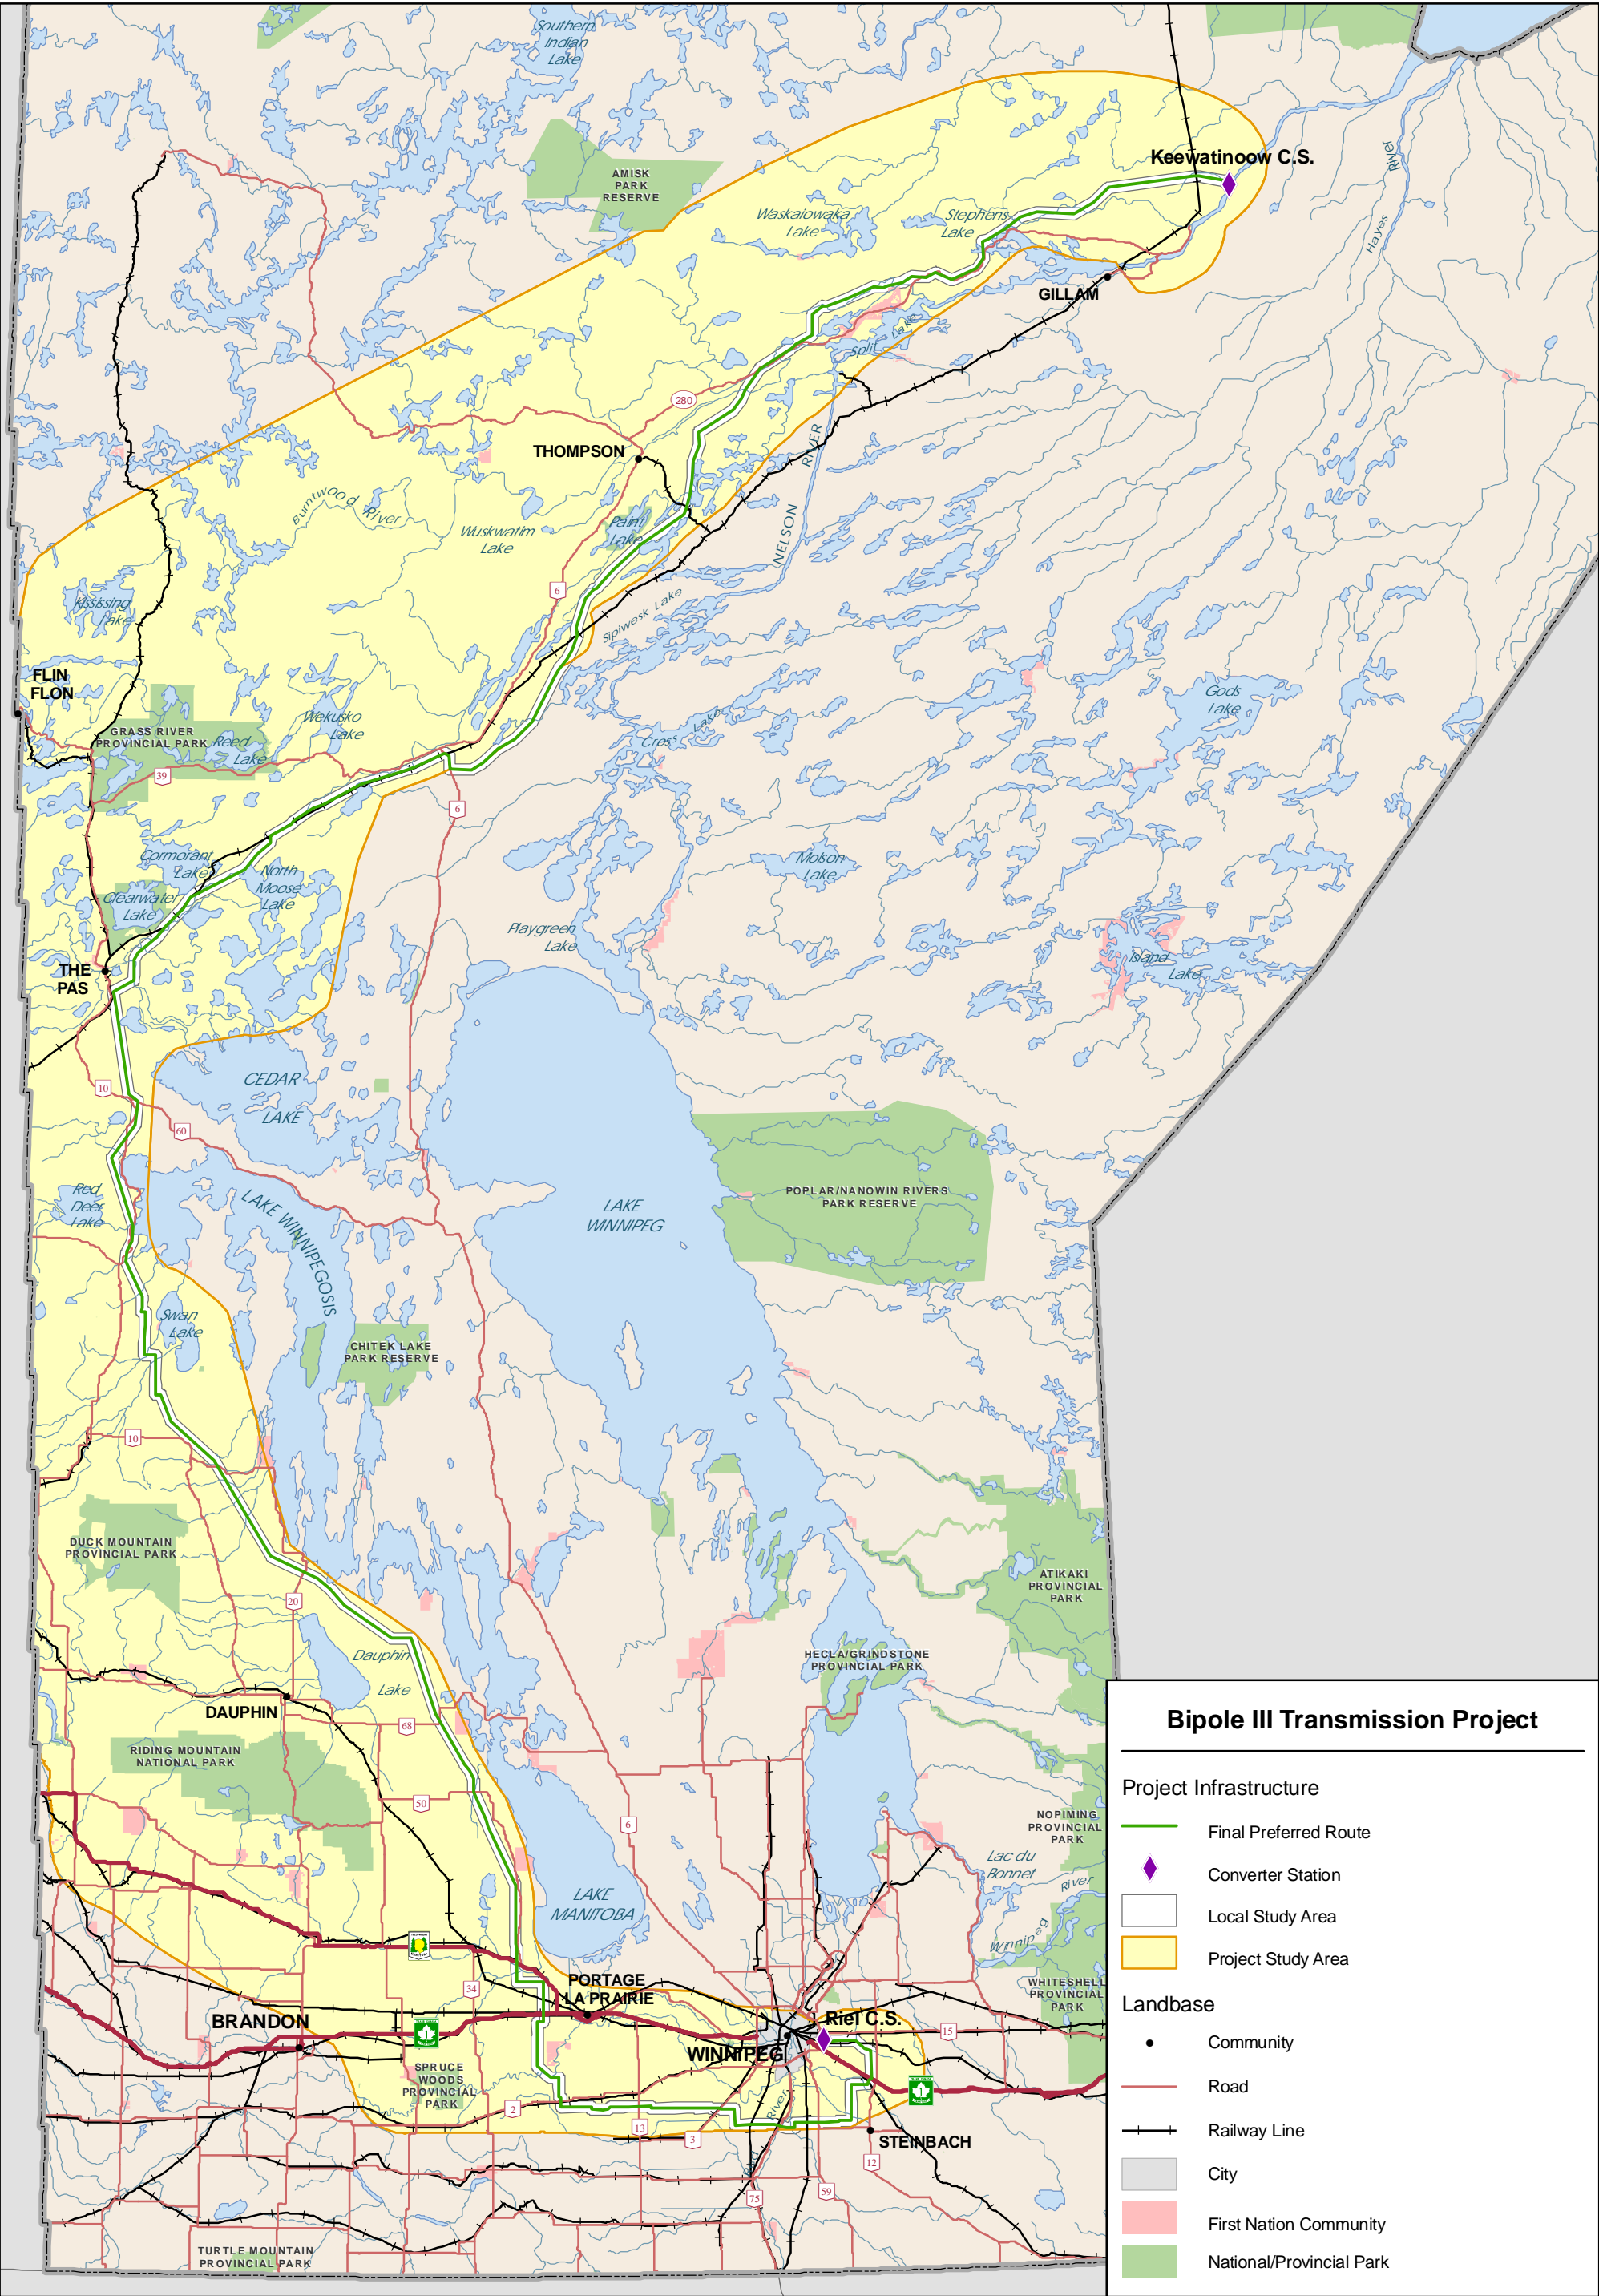 Southern
Indian
Lake
Keewatinoow C.S.
River
Hayes
AMISK
PARK
RESERVE
Waskaiowaka
Lake
Stephens
Lake
GILLAM
Split Lake
280
THOMPSON
NELSON RIVER
Burntwood River
Wuskwatim
Lake
Paint
Lake
6
Sipiwesk Lake
Kississing
Lake
FLIN
FLON
GRASS RIVER
PROVINCIAL PARK
Reed
Lake
Wekusko
Lake
39
Cross Lake
Gods
Lake
6
Cormorant
Lake
North
Moose
Lake
Clearwater
Lake
Molson
Lake
Playgreen
Lake
Island
Lake
THE
PAS
CEDAR
LAKE
10
60
Red
Deer
Lake
LAKE WINNIPEGOSIS
LAKE
WINNIPEG
POPLAR/NANOWIN RIVERS
PARK RESERVE
Swan
Lake
CHITEK LAKE
PARK RESERVE
10
DUCK MOUNTAIN
PROVINCIAL PARK
20
ATIKAKI
PROVINCIAL
PARK
Dauphin
Lake
HECLA/GRINDSTONE
PROVINCIAL PARK
DAUPHIN
68
RIDING MOUNTAIN
NATIONAL PARK
50
6
NOPIMING
PROVINCIAL
PARK
Lac du
Bonnet
Winnipeg River
LAKE
MANITOBA
WHITESHELL
PROVINCIAL
PARK
34
PORTAGE
LA PRAIRIE
BRANDON
1
Riel C.S.
15
WINNIPEG
1
SPRUCE
WOODS
PROVINCIAL
PARK
2
13
3
Red River
STEINBACH
12
75
59
TURTLE MOUNTAIN
PROVINCIAL PARK
Bipole III Transmission Project
Project Infrastructure
Final Preferred Route
Converter Station
Local Study Area
Project Study Area
Landbase
Community
Road
Railway Line
City
First Nation Community
National/Provincial Park